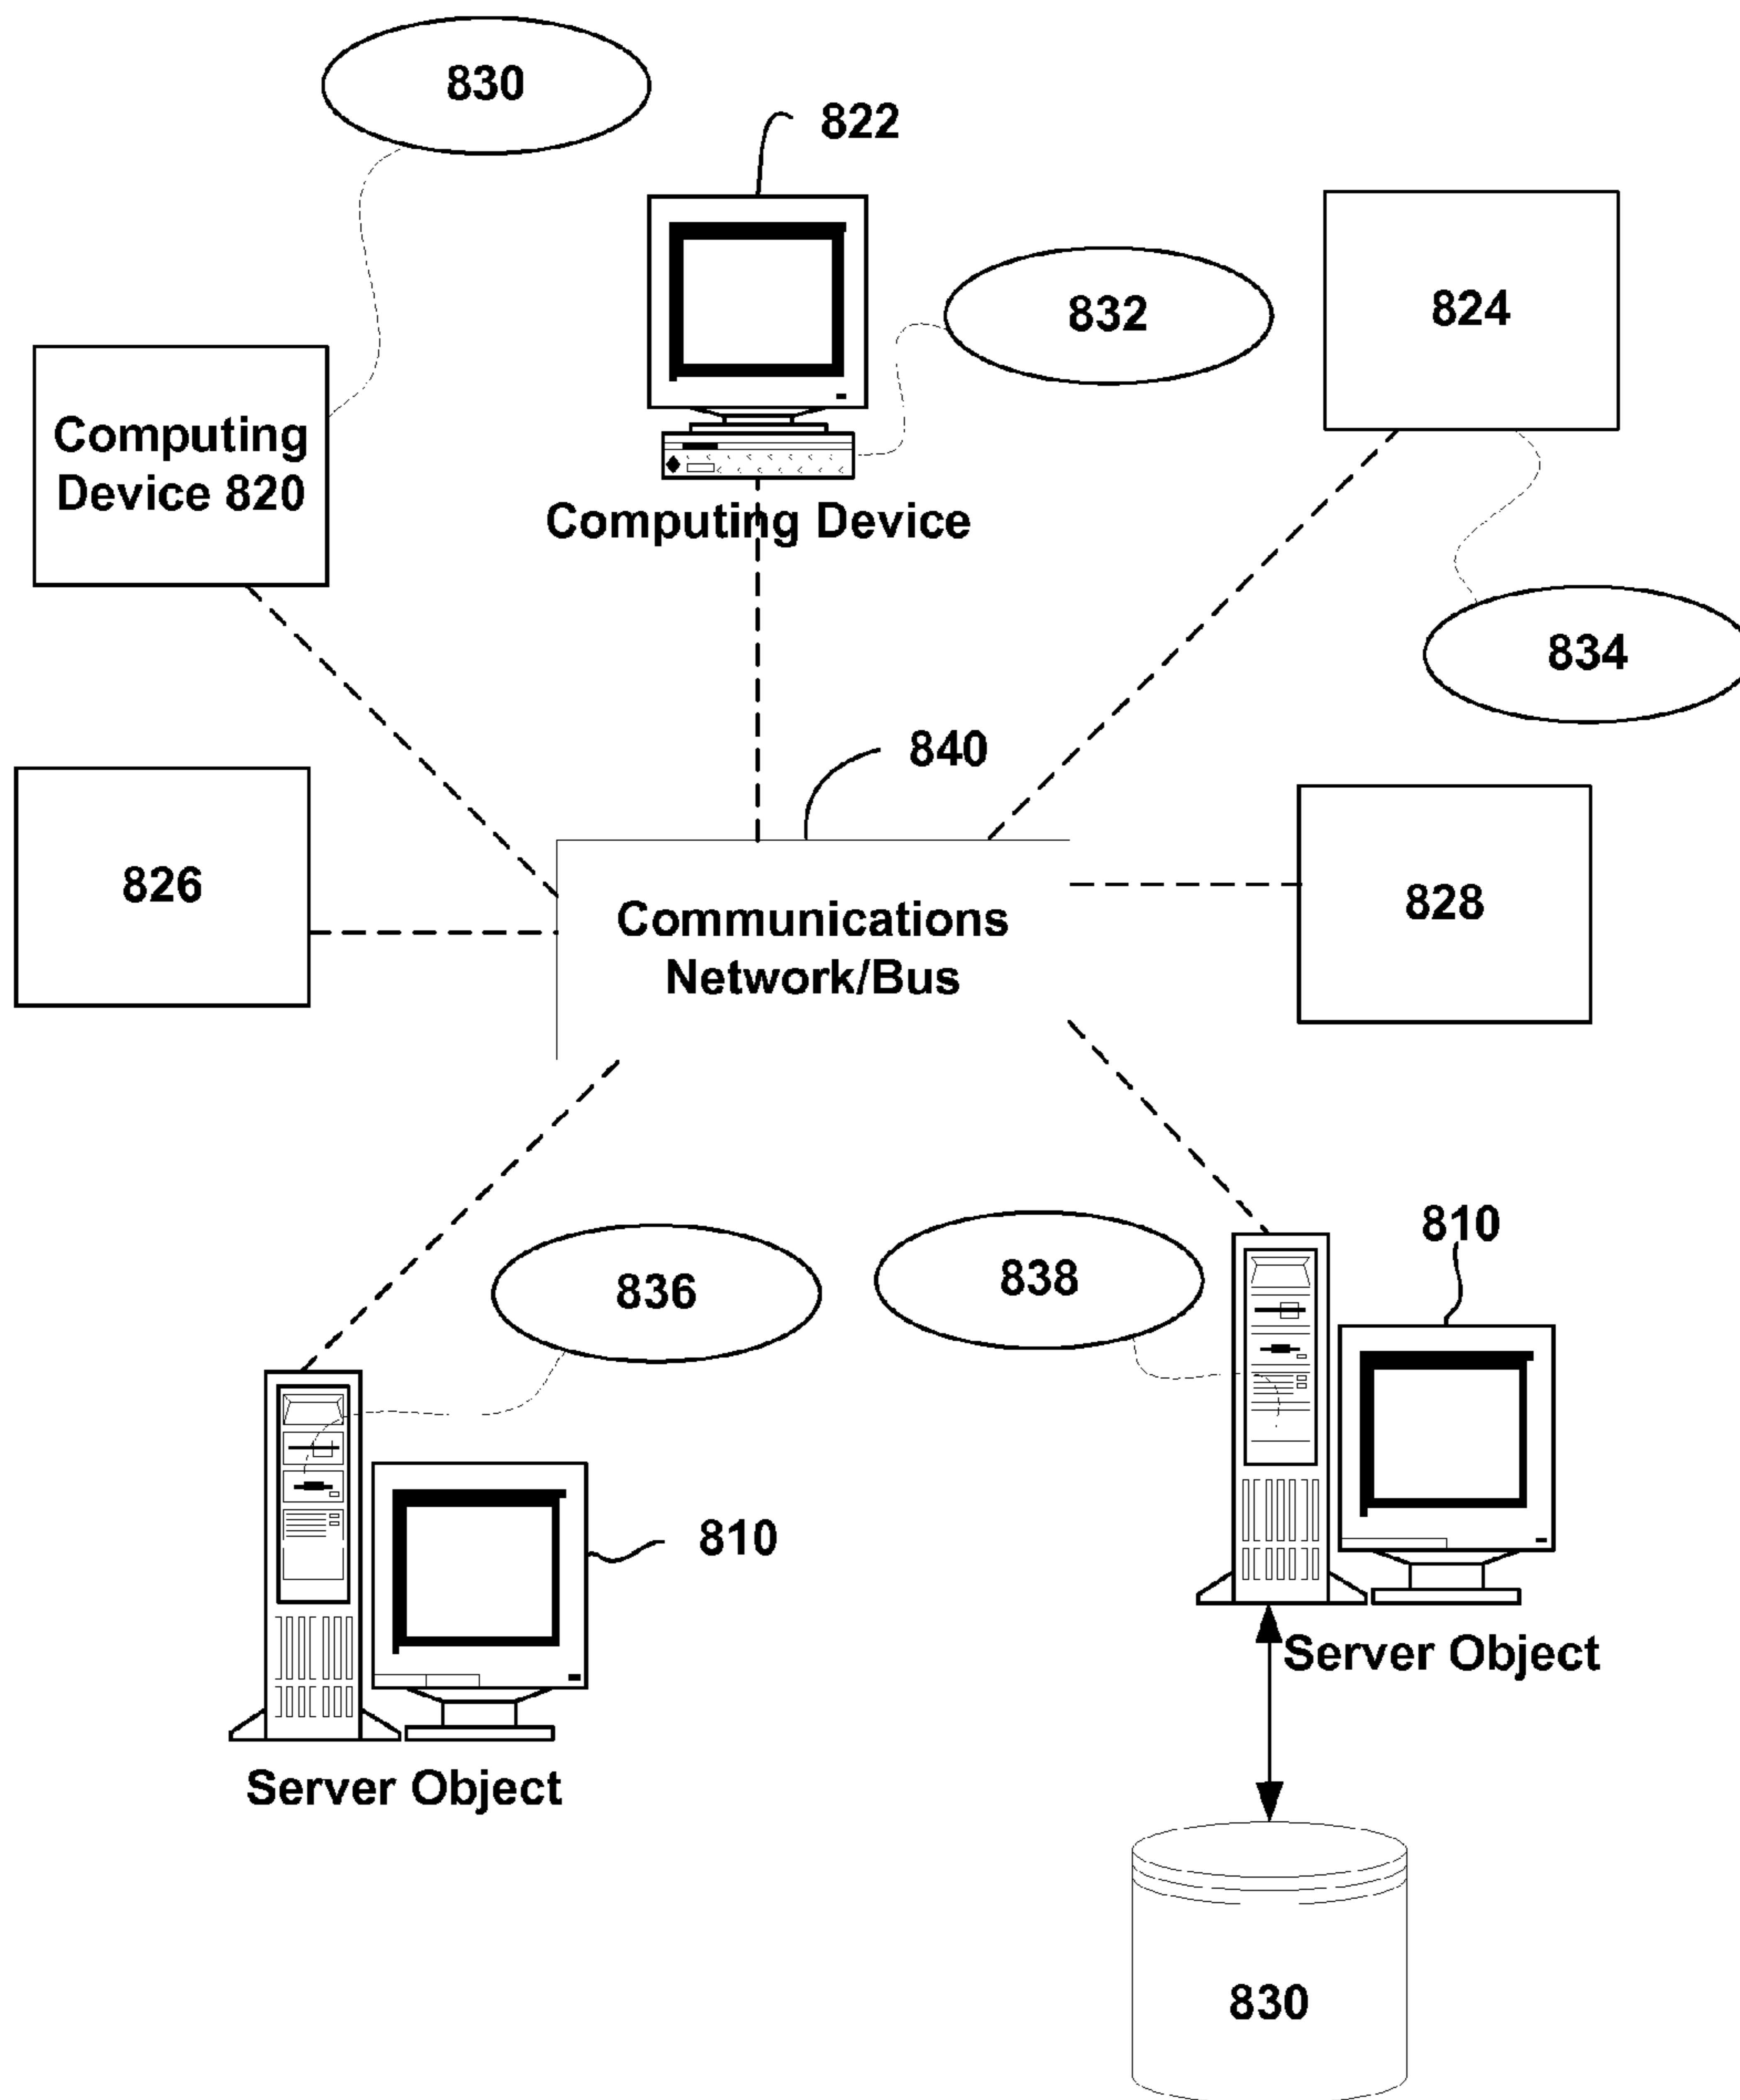 830
822
832
824
Computing
Device 820
Computing Device
834
840
826
828
Communications
Network/Bus
836
838
810
810
Server Object
Server Object
830